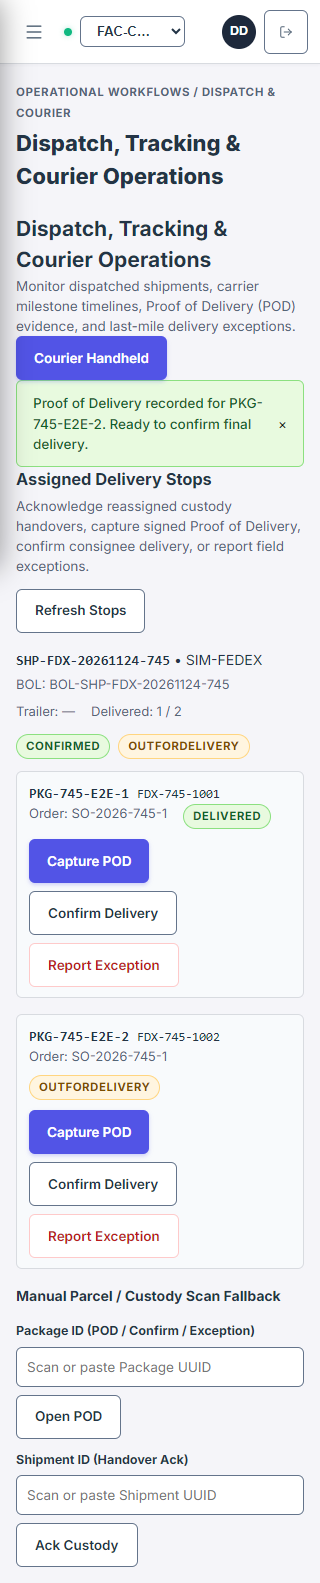 FAC-C...
DD
OPERATIONAL WORKFLOWS / DISPATCH &
COURIER
Dispatch, Tracking &
Courier Operations
Dispatch, Tracking &
Courier Operations
Monitor dispatched shipments, carrier
milestone timelines, Proof of Delivery (POD)
evidence, and last-mile delivery exceptions.
Courier Handheld
Proof of Delivery recorded for PKG-
745-E2E-2. Ready to confirm final
delivery.
×
Assigned Delivery Stops
Acknowledge reassigned custody
handovers, capture signed Proof of Delivery,
confirm consignee delivery, or report field
exceptions.
Refresh Stops
SHP-FDX-20261124-745 • SIM-FEDEX
BOL: BOL-SHP-FDX-20261124-745
Trailer: — Delivered: 1 / 2
CONFIRMED OUTFORDELIVERY
PKG-745-E2E-1 FDX-745-1001
Order: SO-2026-745-1 DELIVERED
Capture POD
Confirm Delivery
Report Exception
PKG-745-E2E-2 FDX-745-1002
Order: SO-2026-745-1
OUTFORDELIVERY
Capture POD
Confirm Delivery
Report Exception
Manual Parcel / Custody Scan Fallback
Package ID (POD / Confirm / Exception)
Scan or paste Package UUID
Open POD
Shipment ID (Handover Ack)
Scan or paste Shipment UUID
Ack Custody